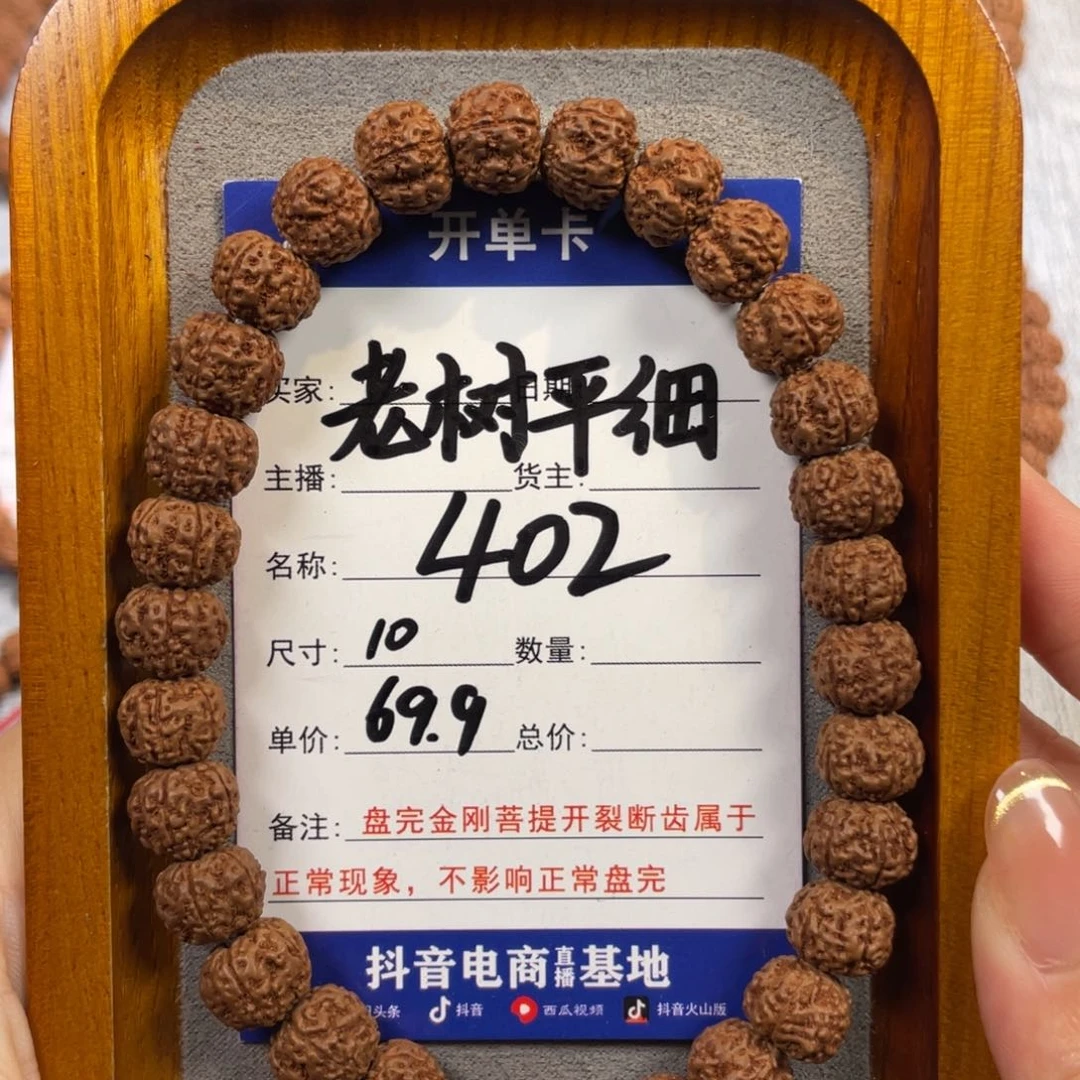 开单卡
买家: 老树平细 日期:
主播: 货主:
名称: 402
尺寸: 10 数量:
单价: 69.9 总价:
备注: 盘完金刚菩提开裂断齿属于
正常现象，不影响正常盘完
抖音电商直播基地
头条 抖音 西瓜视频 抖音火山版